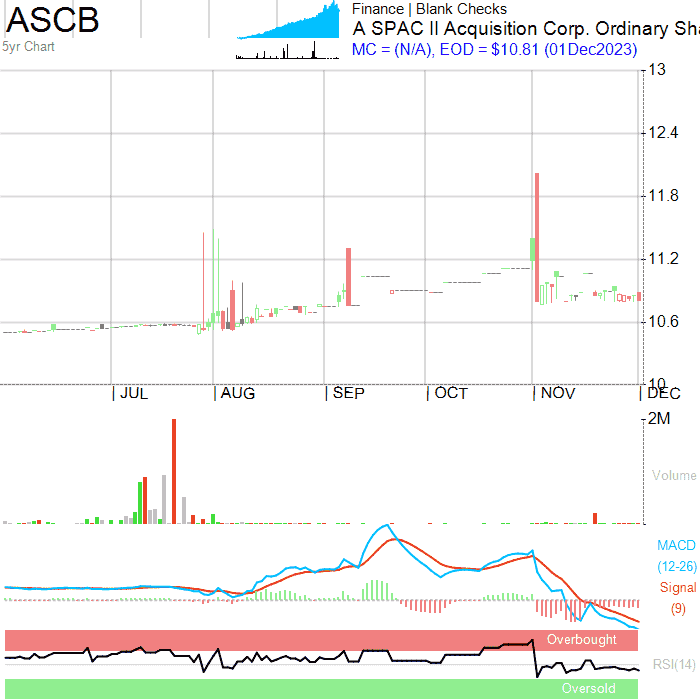 ASCB
Finance | Blank Checks
A SPAC II Acquisition Corp. Ordinary Sha
5yr Chart
MC = (N/A), EOD = $10.81 (01Dec2023)
13
12.4
11.8
11.2
10.6
10
JUL AUG SEP OCT NOV DEC
2M
Volume
MACD
(12-26)
Signal
(9)
Overbought
RSI(14)
Oversold